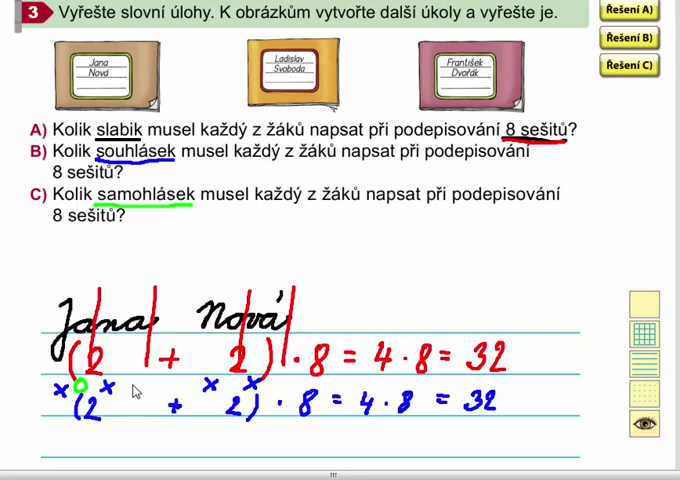 3 Vyřešte slovní úlohy. K obrázkům vytvořte další úkoly a vyřešte je.
Řešení A)
Řešení B)
Řešení C)
Jana
Nová
Ladislav
Svoboda
František
Dvořák
A) Kolik slabik musel každý z žáků napsat při podepisování 8 sešitů?
B) Kolik souhlásek musel každý z žáků napsat při podepisování
8 sešitů?
C) Kolik samohlásek musel každý z žáků napsat při podepisování
8 sešitů?
Jana Nová
(2 + 2) · 8 = 4 · 8 = 32
x o x x x
(2 + 2) · 8 = 4 · 8 = 32